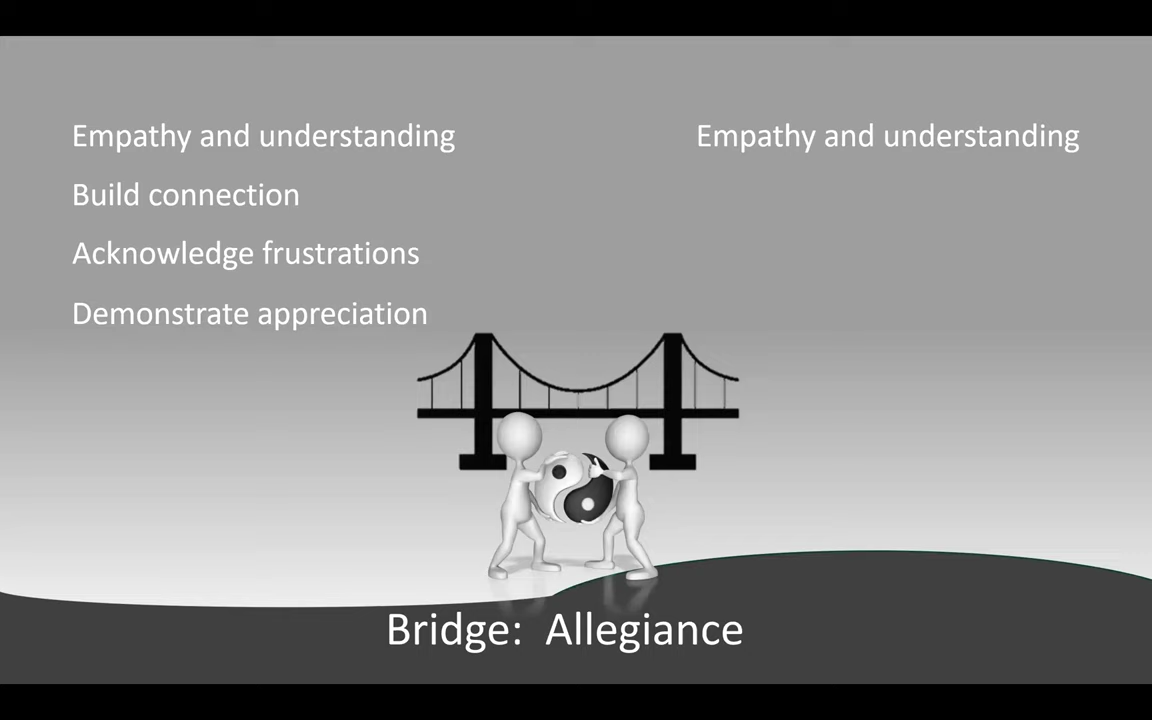 Empathy and understanding
Build connection
Acknowledge frustrations
Demonstrate appreciation
Empathy and understanding
Bridge:  Allegiance